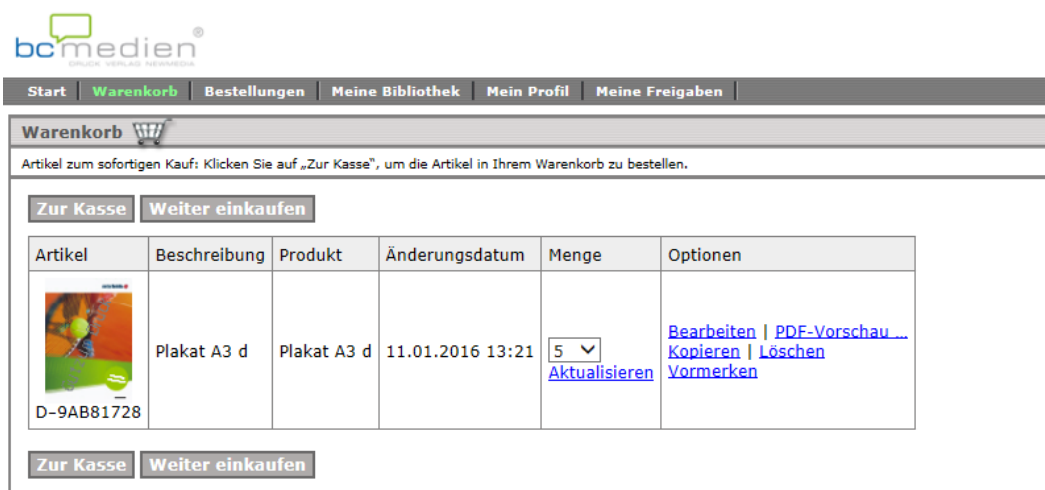 bcmedien®
DRUCK VERLAG NEWMEDIA
Start | Warenkorb | Bestellungen | Meine Bibliothek | Mein Profil | Meine Freigaben |
Warenkorb
Artikel zum sofortigen Kauf: Klicken Sie auf „Zur Kasse“, um die Artikel in Ihrem Warenkorb zu bestellen.
Zur Kasse Weiter einkaufen
Artikel Beschreibung Produkt Änderungsdatum Menge Optionen
Bearbeiten | PDF-Vorschau ...
Plakat A3 d Plakat A3 d 11.01.2016 13:21 5 Kopieren | Löschen
Aktualisieren Vormerken
D-9AB81728
Zur Kasse Weiter einkaufen